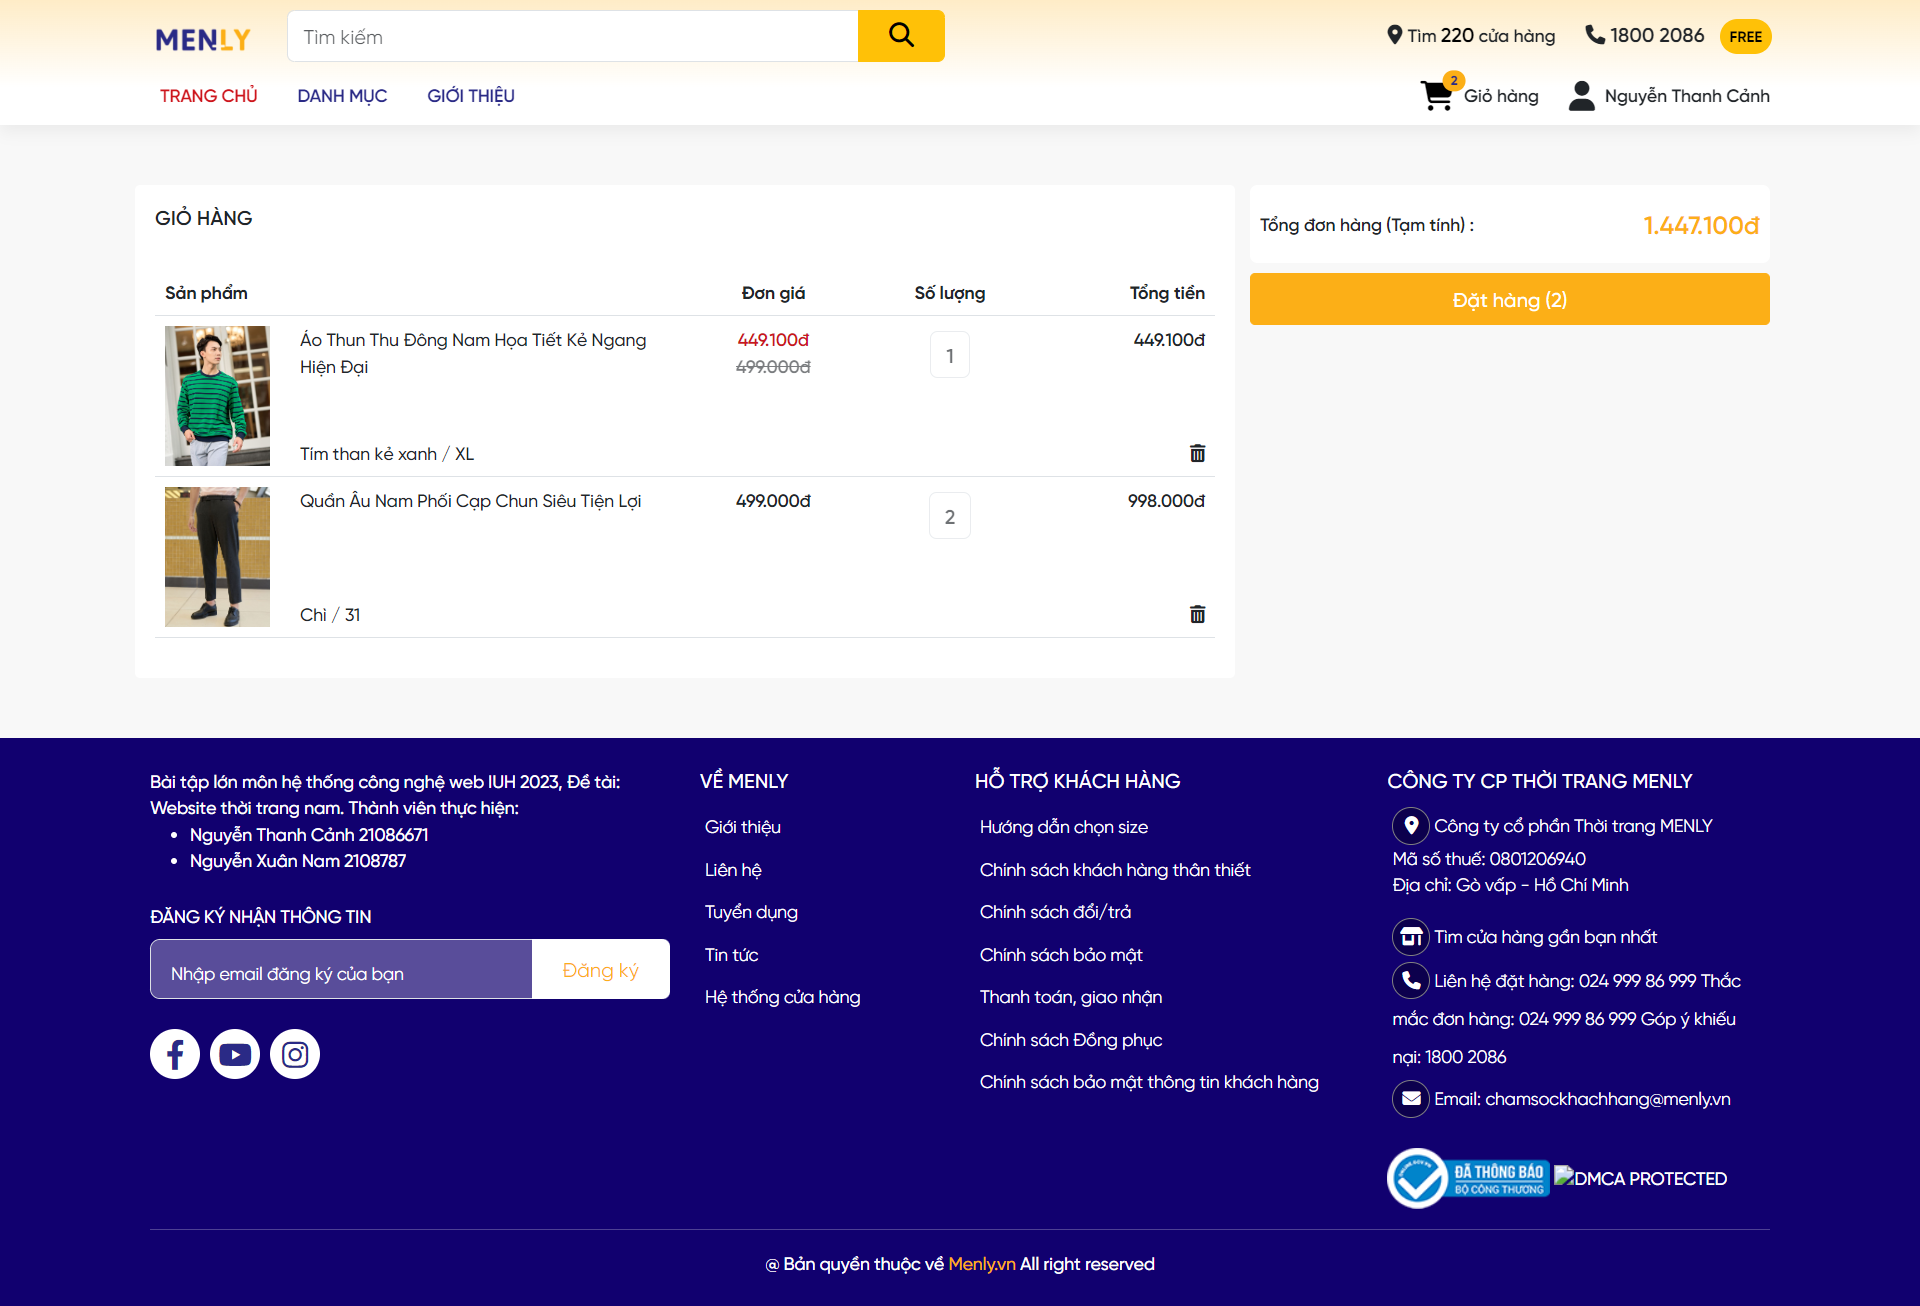 MENLY
Tìm kiếm
Tìm 220 cửa hàng
1800 2086
FREE
TRANG CHỦ
DANH MỤC
GIỚI THIỆU
2
Giỏ hàng
Nguyễn Thanh Cảnh
GIỎ HÀNG
Sản phẩm
Đơn giá
Số lượng
Tổng tiền
Áo Thun Thu Đông Nam Họa Tiết Kẻ Ngang
Hiện Đại
449.100đ
499.000đ
1
449.100đ
Tím than kẻ xanh / XL
Quần Âu Nam Phối Cạp Chun Siêu Tiện Lợi
499.000đ
2
998.000đ
Chì / 31
Tổng đơn hàng (Tạm tính) :
1.447.100đ
Đặt hàng (2)
Bài tập lớn môn hệ thống công nghệ web IUH 2023, Đề tài:
Website thời trang nam. Thành viên thực hiện:
• Nguyễn Thanh Cảnh 21086671
• Nguyễn Xuân Nam 2108787
ĐĂNG KÝ NHẬN THÔNG TIN
Nhập email đăng ký của bạn
Đăng ký
VỀ MENLY
Giới thiệu
Liên hệ
Tuyển dụng
Tin tức
Hệ thống cửa hàng
HỖ TRỢ KHÁCH HÀNG
Hướng dẫn chọn size
Chính sách khách hàng thân thiết
Chính sách đổi/trả
Chính sách bảo mật
Thanh toán, giao nhận
Chính sách Đồng phục
Chính sách bảo mật thông tin khách hàng
CÔNG TY CP THỜI TRANG MENLY
Công ty cổ phần Thời trang MENLY
Mã số thuế: 0801206940
Địa chỉ: Gò vấp - Hồ Chí Minh
Tìm cửa hàng gần bạn nhất
Liên hệ đặt hàng: 024 999 86 999 Thắc
mắc đơn hàng: 024 999 86 999 Góp ý khiếu
nại: 1800 2086
Email: chamsockhachhang@menly.vn
ONLINE.GOV.VN
ĐÃ THÔNG BÁO
BỘ CÔNG THƯƠNG
DMCA PROTECTED
@ Bản quyền thuộc về Menly.vn All right reserved